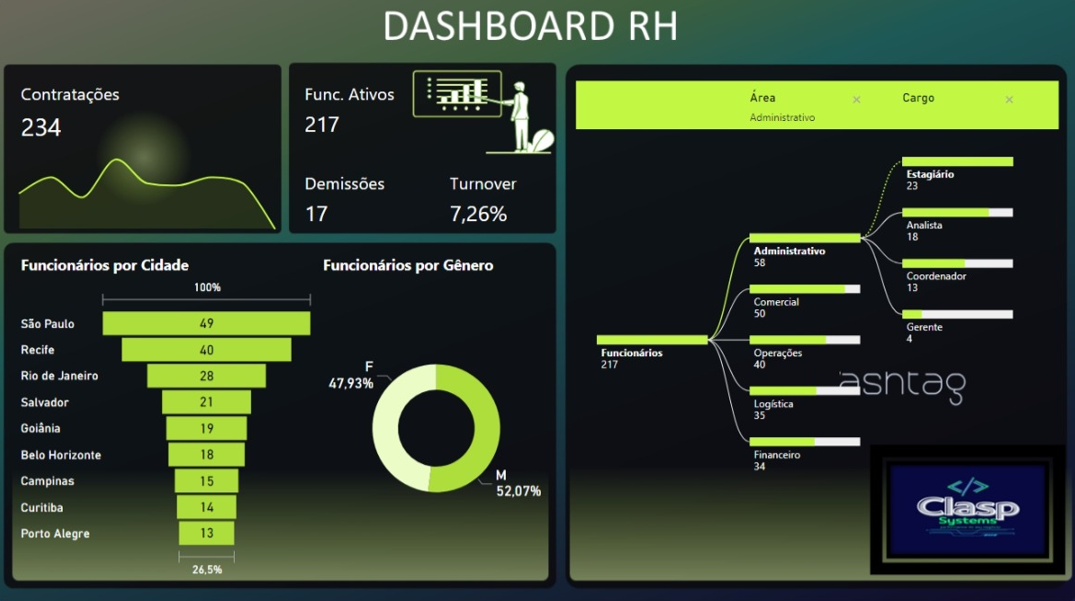 DASHBOARD RH
Contratações
234
Func. Ativos
217
Demissões
17
Turnover
7,26%
Funcionários por Cidade
100%
São Paulo
49
Recife
40
Rio de Janeiro
28
Salvador
21
Goiânia
19
Belo Horizonte
18
Campinas
15
Curitiba
14
Porto Alegre
13
26,5%
Funcionários por Gênero
F
47,93%
M
52,07%
Área
Administrativo
Cargo
Funcionários
217
Administrativo
58
Comercial
50
Operações
40
Logística
35
Financeiro
34
Estagiário
23
Analista
18
Coordenador
13
Gerente
4
ashtag
</> 
Clasp
Systems